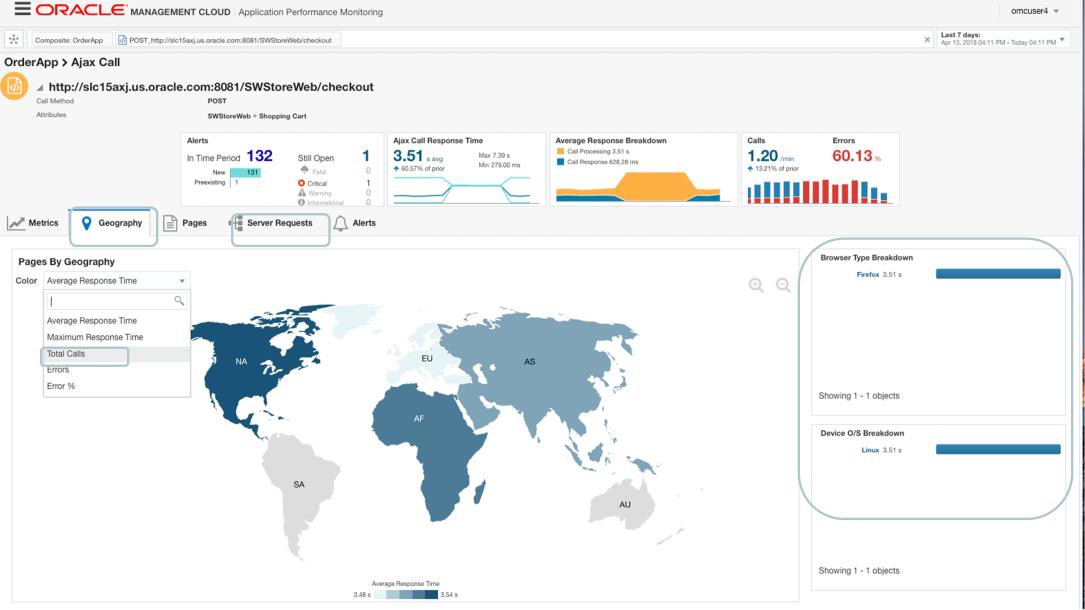 ORACLE MANAGEMENT CLOUD Application Performance Monitoring
omcuser4
Composite: OrderApp
POST_http://slc15axj.us.oracle.com:8081/SWStoreWeb/checkout
Last 7 days:
Apr 13, 2018 04:11 PM - Today 04:11 PM
OrderApp > Ajax Call
http://slc15axj.us.oracle.com:8081/SWStoreWeb/checkout
Call Method POST
Attributes SWStoreWeb = Shopping Cart
Alerts
In Time Period 132
New 131
Preexisting 1
Still Open 1
Fatal 0
Critical 1
Warning 0
Informational 0
Ajax Call Response Time
3.51 s avg
60.57% of prior
Max 7.39 s
Min 279.00 ms
Average Response Breakdown
Call Processing 3.51 s
Call Response 628.28 ms
Calls
1.20 /min
13.21% of prior
Errors
60.13 %
Metrics
Geography
Pages
Server Requests
Alerts
Pages By Geography
Color Average Response Time
Average Response Time
Maximum Response Time
Total Calls
Errors
Error %
NA
EU
AS
AF
SA
AU
Average Response Time
3.48 s 3.54 s
Browser Type Breakdown
Firefox 3.51 s
Showing 1 - 1 objects
Device O/S Breakdown
Linux 3.51 s
Showing 1 - 1 objects